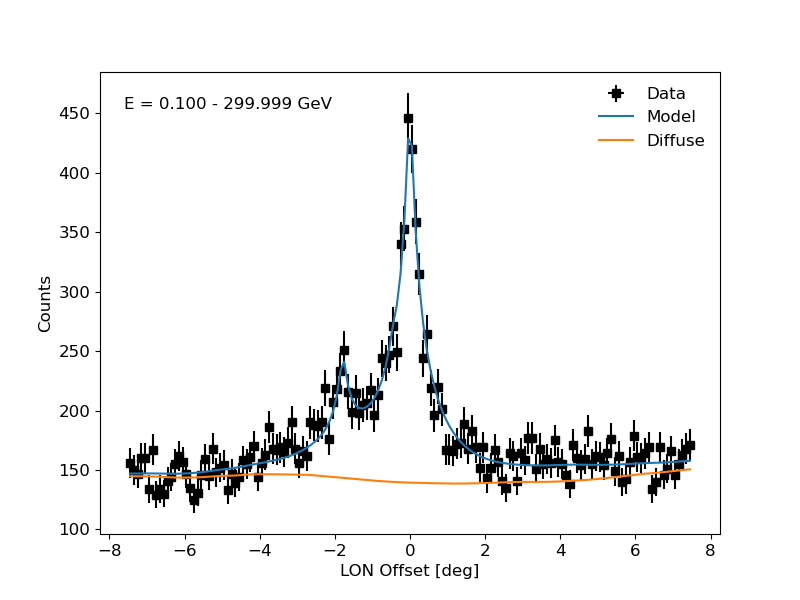 E = 0.100 - 299.999 GeV
Data
Model
Diffuse
450
400
350
300
250
200
150
100
Counts
−8 −6 −4 −2 0 2 4 6 8
LON Offset [deg]